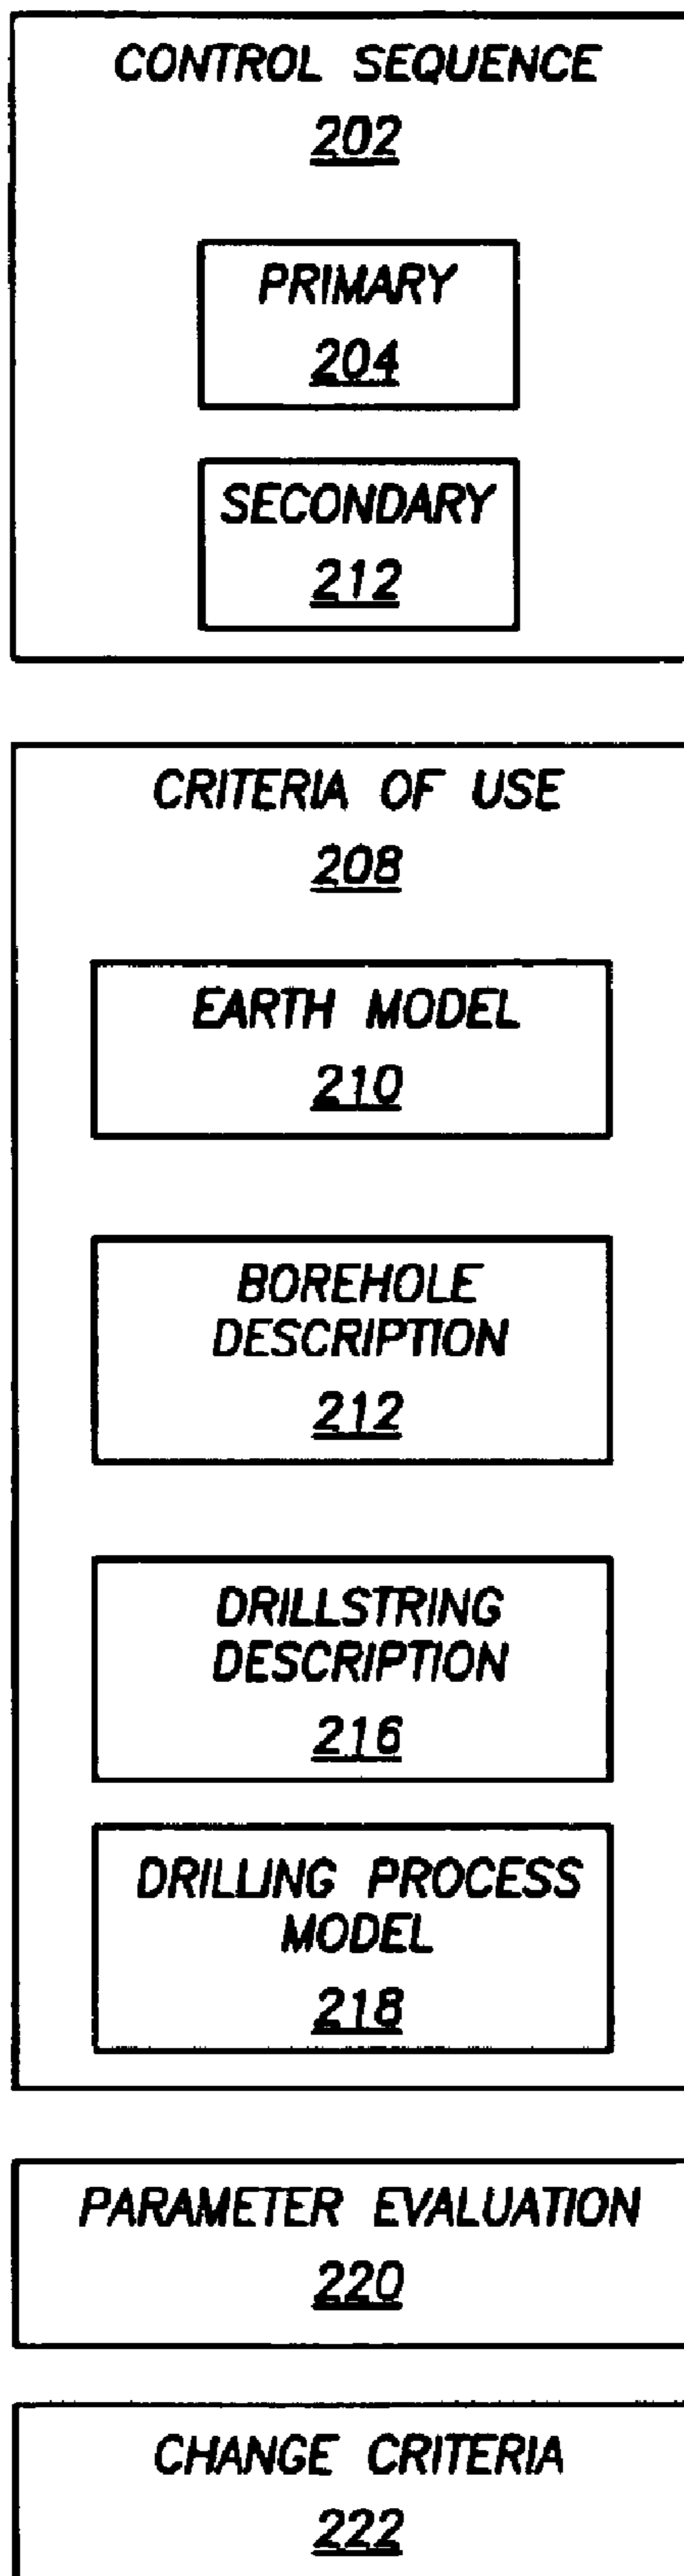 CONTROL SEQUENCE
202
PRIMARY
204
SECONDARY
212
CRITERIA OF USE
208
EARTH MODEL
210
BOREHOLE
DESCRIPTION
212
DRILLSTRING
DESCRIPTION
216
DRILLING PROCESS
MODEL
218
PARAMETER EVALUATION
220
CHANGE CRITERIA
222